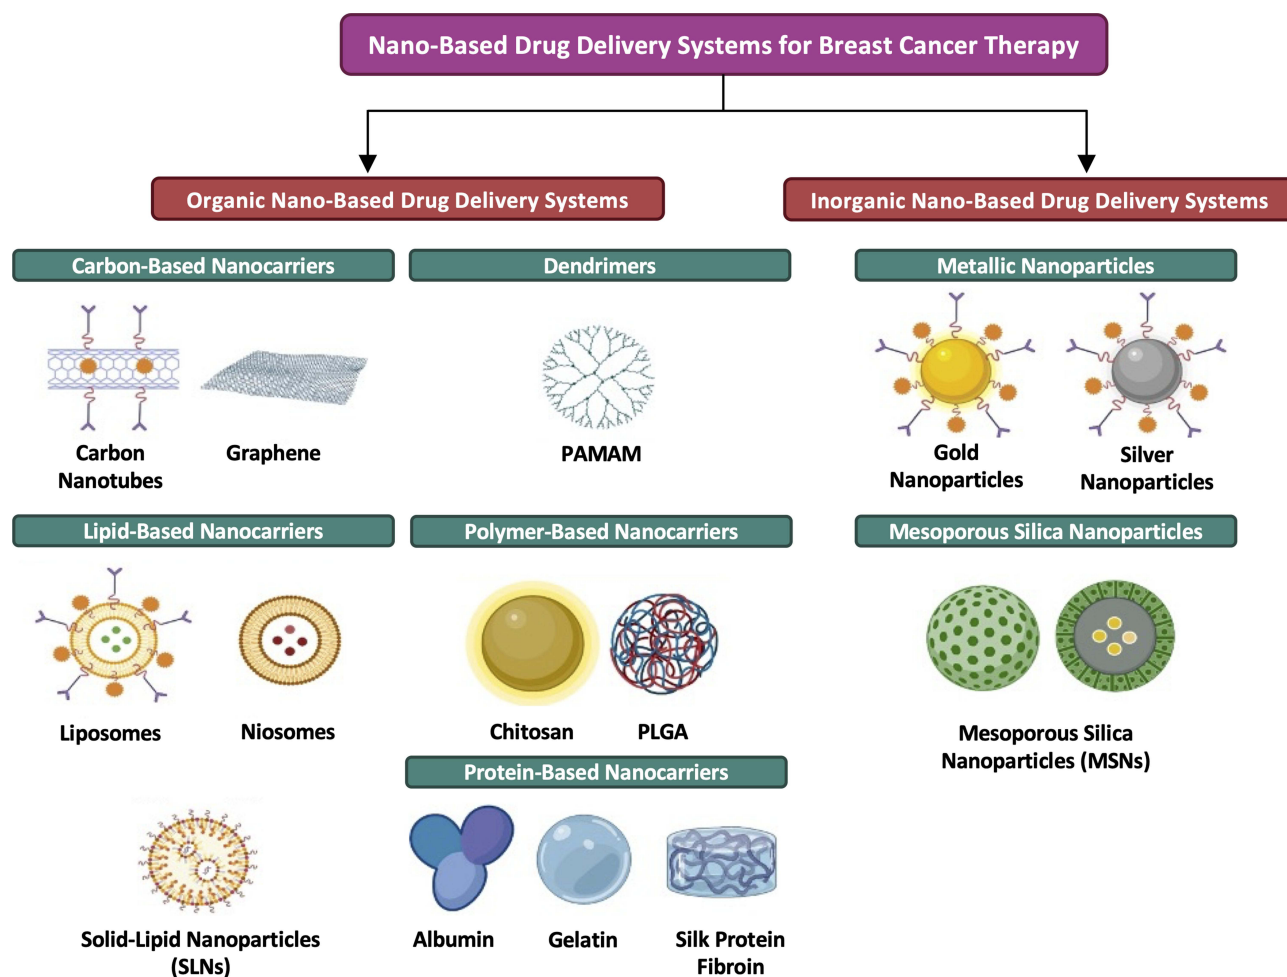 Nano-Based Drug Delivery Systems for Breast Cancer Therapy
Organic Nano-Based Drug Delivery Systems
Inorganic Nano-Based Drug Delivery Systems
Carbon-Based Nanocarriers
Carbon
Nanotubes
Graphene
Dendrimers
PAMAM
Metallic Nanoparticles
Gold
Nanoparticles
Silver
Nanoparticles
Lipid-Based Nanocarriers
Liposomes
Niosomes
Solid-Lipid Nanoparticles
(SLNs)
Polymer-Based Nanocarriers
Chitosan
PLGA
Protein-Based Nanocarriers
Albumin
Gelatin
Silk Protein
Fibroin
Mesoporous Silica Nanoparticles
Mesoporous Silica
Nanoparticles (MSNs)